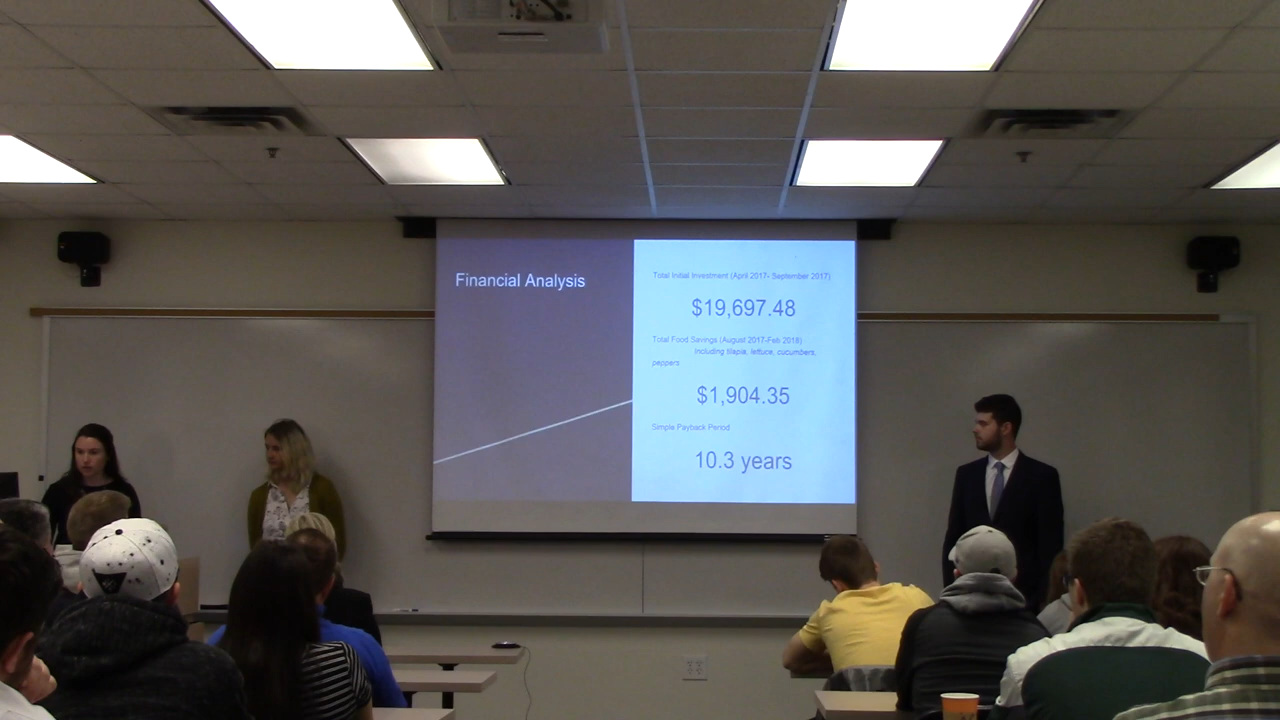 Financial Analysis
Total Initial Investment (April 2017- September 2017)
$19,697.48
Total Food Savings (August 2017-Feb 2018)
Including tilapia, lettuce, cucumbers,
peppers
$1,904.35
Simple Payback Period
10.3 years